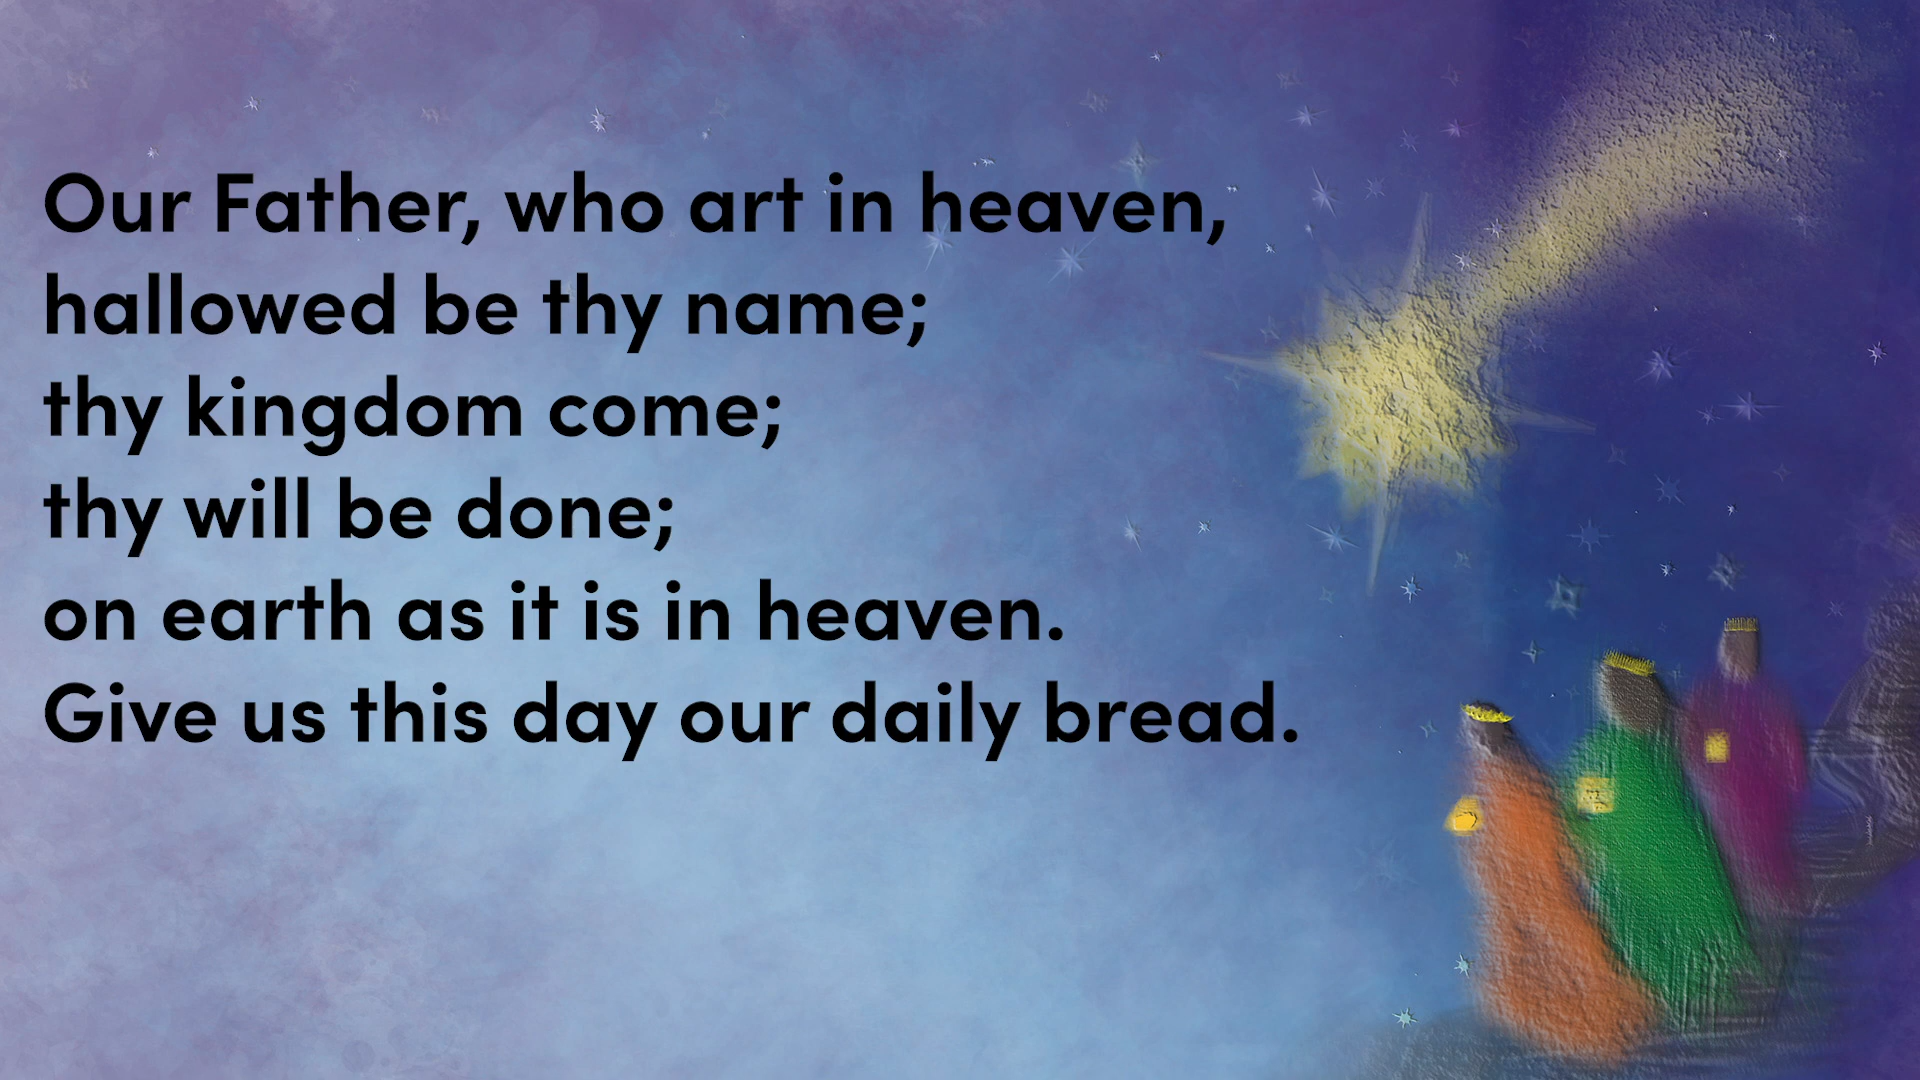 Our Father, who art in heaven,
hallowed be thy name;
thy kingdom come;
thy will be done;
on earth as it is in heaven.
Give us this day our daily bread.